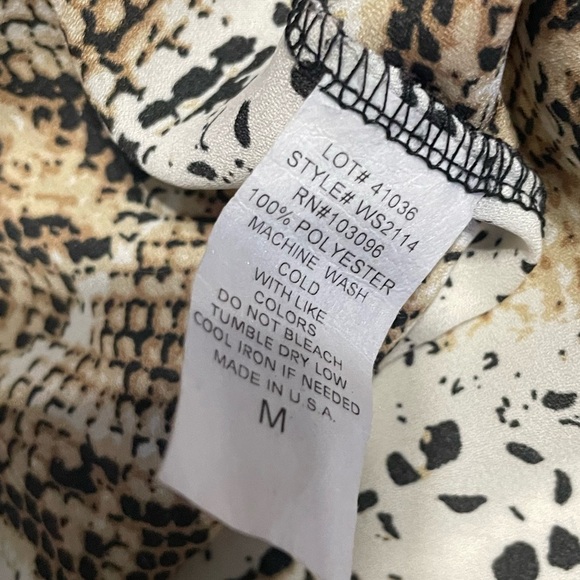 LOT# 41036
STYLE# WS2114
RN#103096
100% POLYESTER
MACHINE WASH
COLD
WITH LIKE
COLORS
DO NOT BLEACH
TUMBLE DRY LOW
COOL IRON IF NEEDED
MADE IN U.S.A.
M